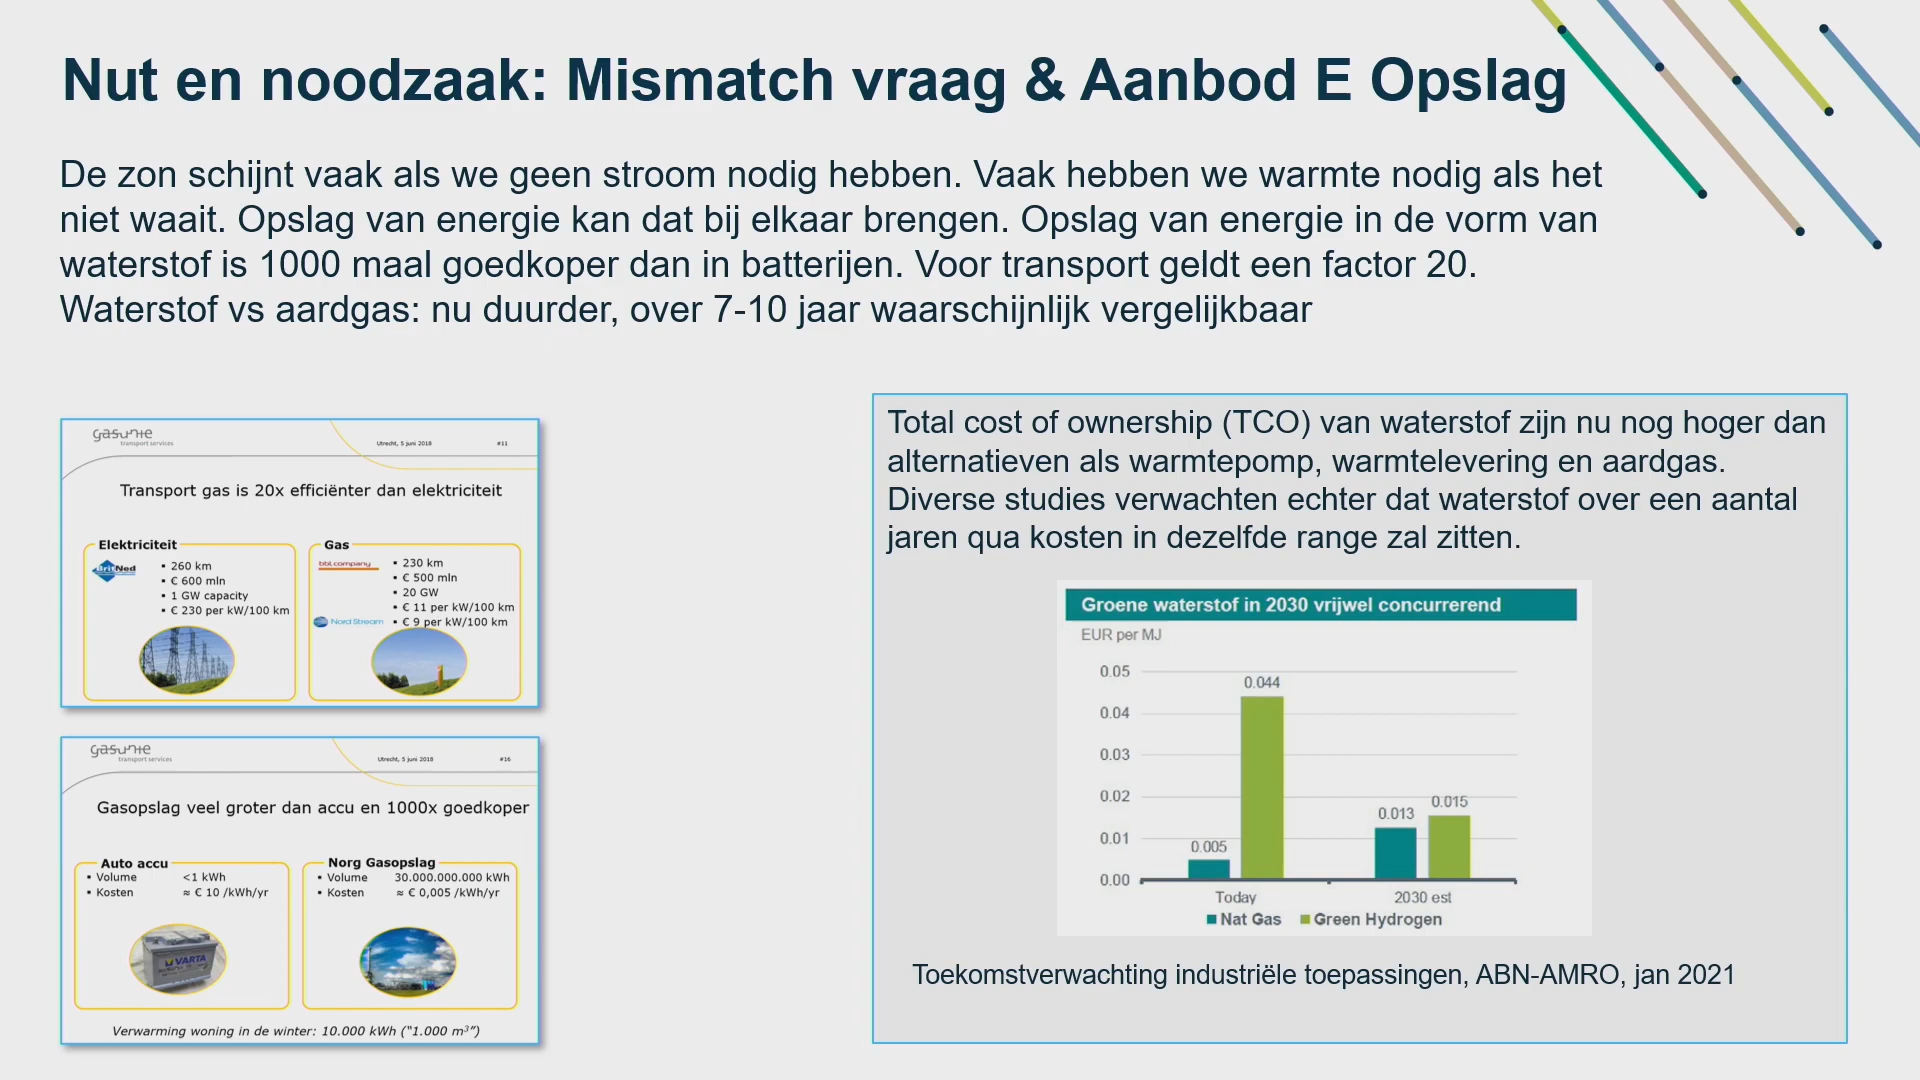 Nut en noodzaak: Mismatch vraag & Aanbod E Opslag
De zon schijnt vaak als we geen stroom nodig hebben. Vaak hebben we warmte nodig als het
niet waait. Opslag van energie kan dat bij elkaar brengen. Opslag van energie in de vorm van
waterstof is 1000 maal goedkoper dan in batterijen. Voor transport geldt een factor 20.
Waterstof vs aardgas: nu duurder, over 7-10 jaar waarschijnlijk vergelijkbaar
gasunie
transport services
Utrecht, 5 juni 2018 #11
Transport gas is 20x efficiënter dan elektriciteit
Elektriciteit
BritNed
▪ 260 km
▪ € 600 mln
▪ 1 GW capacity
▪ € 230 per kW/100 km
Gas
bbl company
▪ 230 km
▪ € 500 mln
▪ 20 GW
▪ € 11 per kW/100 km
Nord Stream ▪ € 9 per kW/100 km
gasunie
transport services
Utrecht, 5 juni 2018 #16
Gasopslag veel groter dan accu en 1000x goedkoper
Auto accu
▪ Volume <1 kWh
▪ Kosten ≈ € 10 /kWh/yr
VARTA
Norg Gasopslag
▪ Volume 30.000.000.000 kWh
▪ Kosten ≈ € 0,005 /kWh/yr
Verwarming woning in de winter: 10.000 kWh ("1.000 m³")
Total cost of ownership (TCO) van waterstof zijn nu nog hoger dan
alternatieven als warmtepomp, warmtelevering en aardgas.
Diverse studies verwachten echter dat waterstof over een aantal
jaren qua kosten in dezelfde range zal zitten.
Groene waterstof in 2030 vrijwel concurrerend
EUR per MJ
0.05
0.04
0.03
0.02
0.01
0.00
0.005
0.044
0.013
0.015
Today 2030 est
Nat Gas Green Hydrogen
Toekomstverwachting industriële toepassingen, ABN-AMRO, jan 2021